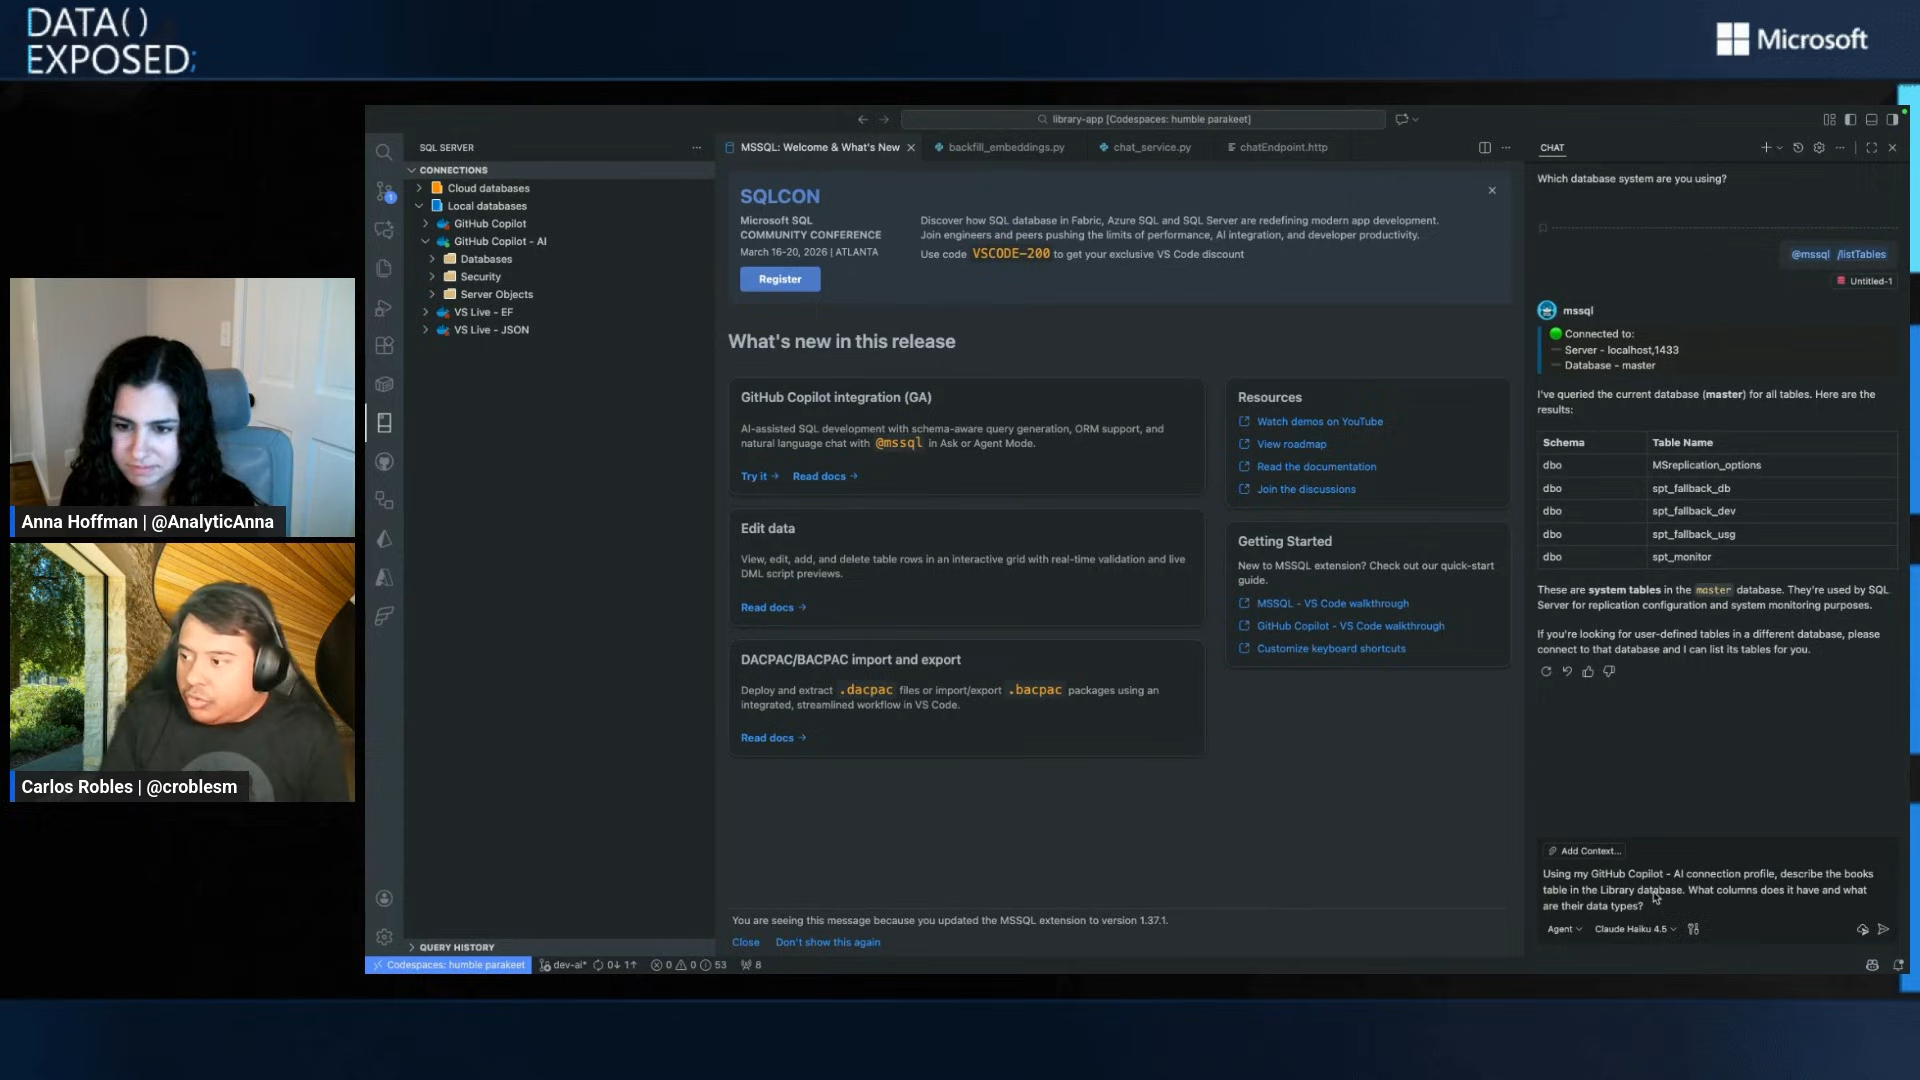 DATA()
EXPOSED;
Microsoft
library-app [Codespaces: humble parakeet]
SQL SERVER
CONNECTIONS
Cloud databases
Local databases
GitHub Copilot
GitHub Copilot - AI
Databases
Security
Server Objects
VS Live - EF
VS Live - JSON
QUERY HISTORY
1
MSSQL: Welcome & What's New
backfill_embeddings.py
chat_service.py
chatEndpoint.http
SQLCON
Microsoft SQL
COMMUNITY CONFERENCE
March 16-20, 2026 | ATLANTA
Register
Discover how SQL database in Fabric, Azure SQL and SQL Server are redefining modern app development.
Join engineers and peers pushing the limits of performance, AI integration, and developer productivity.
Use code VSCODE-200 to get your exclusive VS Code discount
What's new in this release
GitHub Copilot integration (GA)
AI-assisted SQL development with schema-aware query generation, ORM support, and
natural language chat with @mssql in Ask or Agent Mode.
Try it → Read docs →
Edit data
View, edit, add, and delete table rows in an interactive grid with real-time validation and live
DML script previews.
Read docs →
DACPAC/BACPAC import and export
Deploy and extract .dacpac files or import/export .bacpac packages using an
integrated, streamlined workflow in VS Code.
Read docs →
Resources
Watch demos on YouTube
View roadmap
Read the documentation
Join the discussions
Getting Started
New to MSSQL extension? Check out our quick-start
guide.
MSSQL - VS Code walkthrough
GitHub Copilot - VS Code walkthrough
Customize keyboard shortcuts
You are seeing this message because you updated the MSSQL extension to version 1.37.1.
Close Don't show this again
CHAT
Which database system are you using?
@mssql /listTables
Untitled-1
mssql
Connected to:
— Server - localhost,1433
— Database - master
I've queried the current database (master) for all tables. Here are the
results:
Schema Table Name
dbo MSreplication_options
dbo spt_fallback_db
dbo spt_fallback_dev
dbo spt_fallback_usg
dbo spt_monitor
These are system tables in the master database. They're used by SQL
Server for replication configuration and system monitoring purposes.
If you're looking for user-defined tables in a different database, please
connect to that database and I can list its tables for you.
Add Context...
Using my GitHub Copilot - AI connection profile, describe the books
table in the Library database. What columns does it have and what
are their data types?
Agent Claude Haiku 4.5
Codespaces: humble parakeet dev-ai* 0↓ 1↑ 0 0 53 8
Anna Hoffman | @AnalyticAnna
Carlos Robles | @croblesm